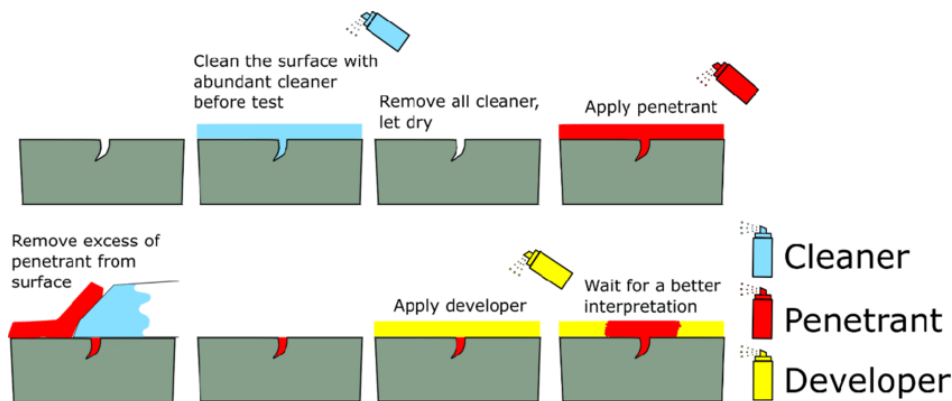 Clean the surface with
abundant cleaner
before test
Remove all cleaner,
let dry
Apply penetrant
Remove excess of
penetrant from
surface
Apply developer
Wait for a better
interpretation
Cleaner
Penetrant
Developer